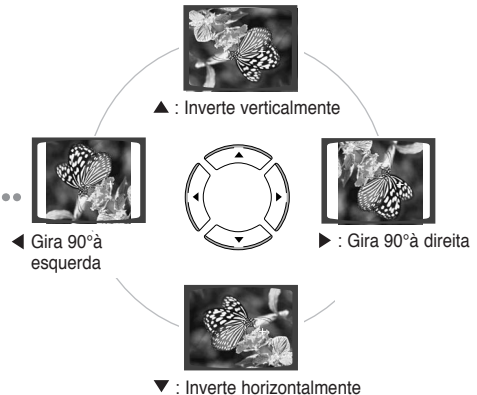 ▲ : Inverte verticalmente
◀ Gira 90°à
esquerda
▶ : Gira 90°à direita
▼ : Inverte horizontalmente